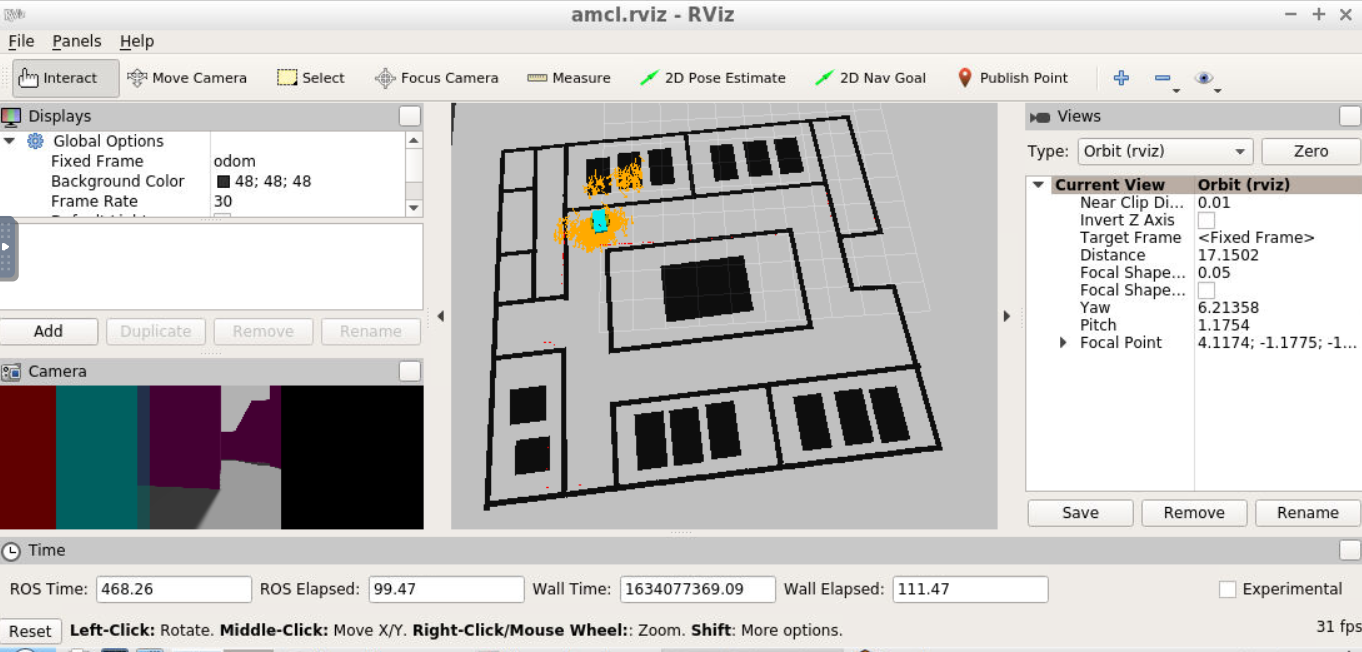 amcl.rviz - RViz
File Panels Help
Interact Move Camera Select Focus Camera Measure 2D Pose Estimate 2D Nav Goal Publish Point
Displays
Global Options
Fixed Frame odom
Background Color 48; 48; 48
Frame Rate 30
Add Duplicate Remove Rename
Camera
Views
Type: Orbit (rviz) Zero
Current View Orbit (rviz)
Near Clip Di... 0.01
Invert Z Axis
Target Frame <Fixed Frame>
Distance 17.1502
Focal Shape... 0.05
Focal Shape...
Yaw 6.21358
Pitch 1.1754
Focal Point 4.1174; -1.1775; -1...
Save Remove Rename
Time
ROS Time: 468.26 ROS Elapsed: 99.47 Wall Time: 1634077369.09 Wall Elapsed: 111.47 Experimental
Reset Left-Click: Rotate. Middle-Click: Move X/Y. Right-Click/Mouse Wheel:: Zoom. Shift: More options. 31 fps